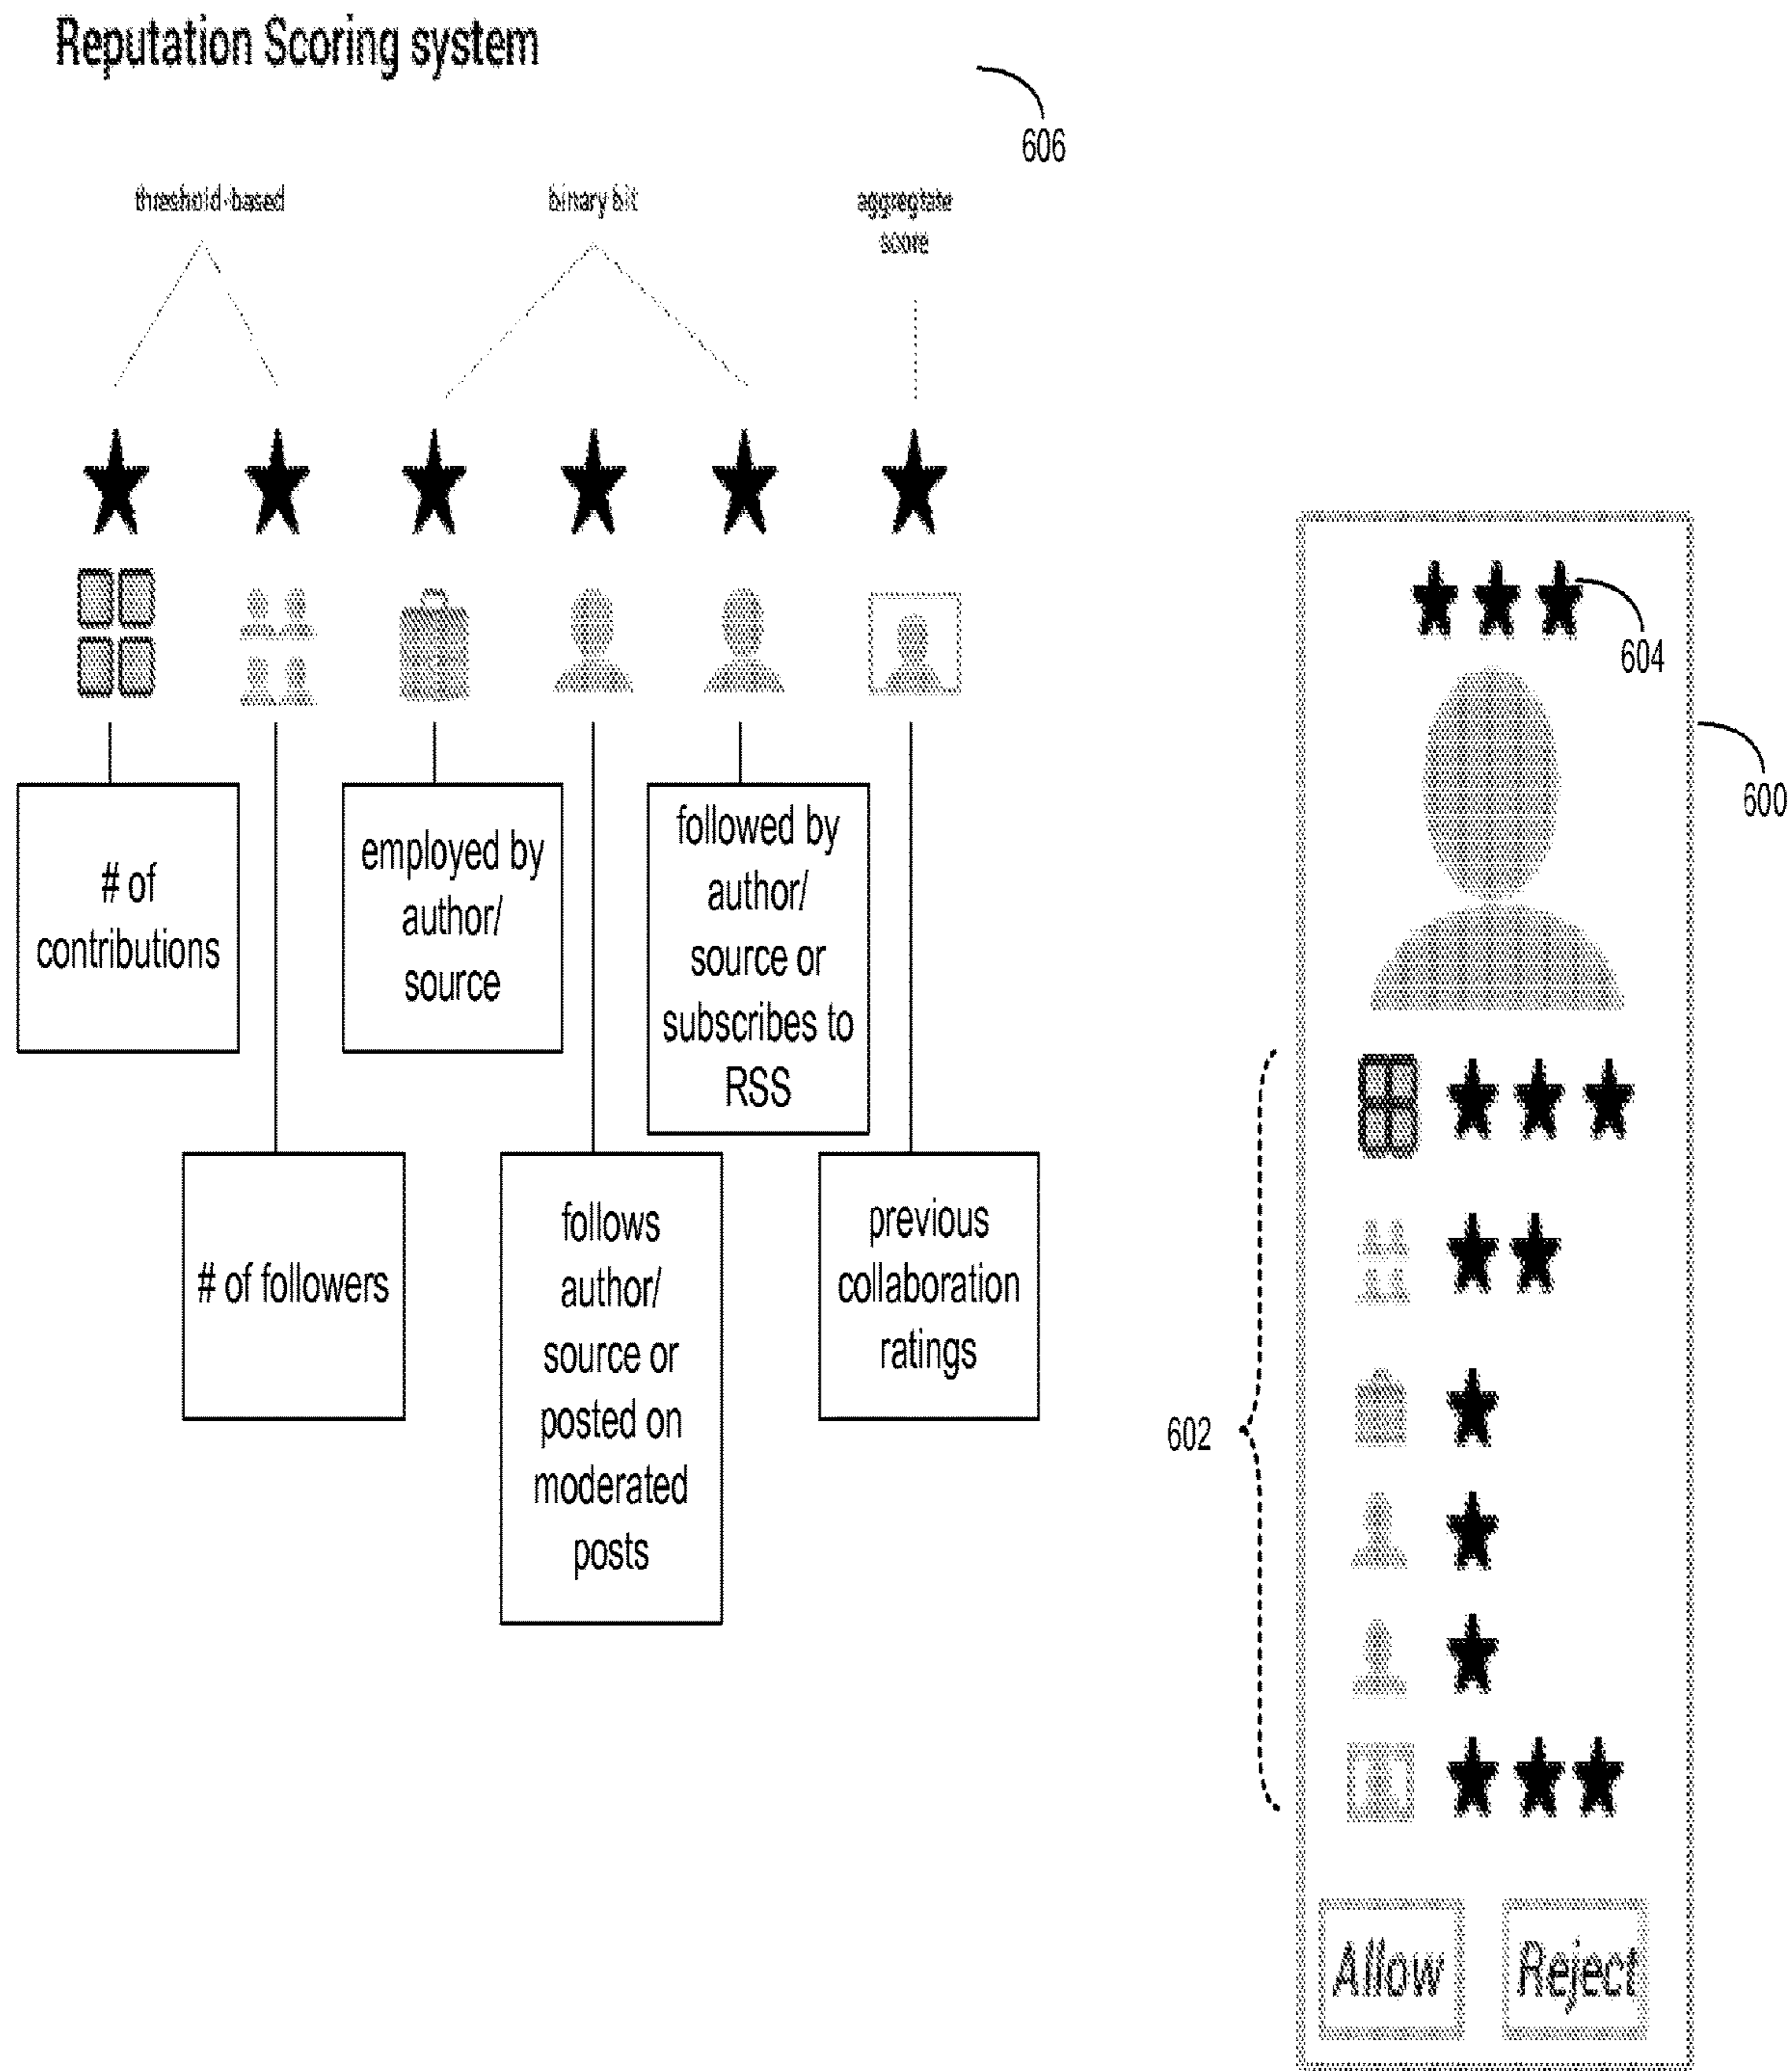 Reputation Scoring system
606
threshold-based
binary bit
aggregtate
score
604
600
# of
contributions
employed by
author/
source
followed by
author/
source or
subscribes to
RSS
# of followers
follows
author/
source or
posted on
moderated
posts
previous
collaboration
ratings
602
Allow
Reject